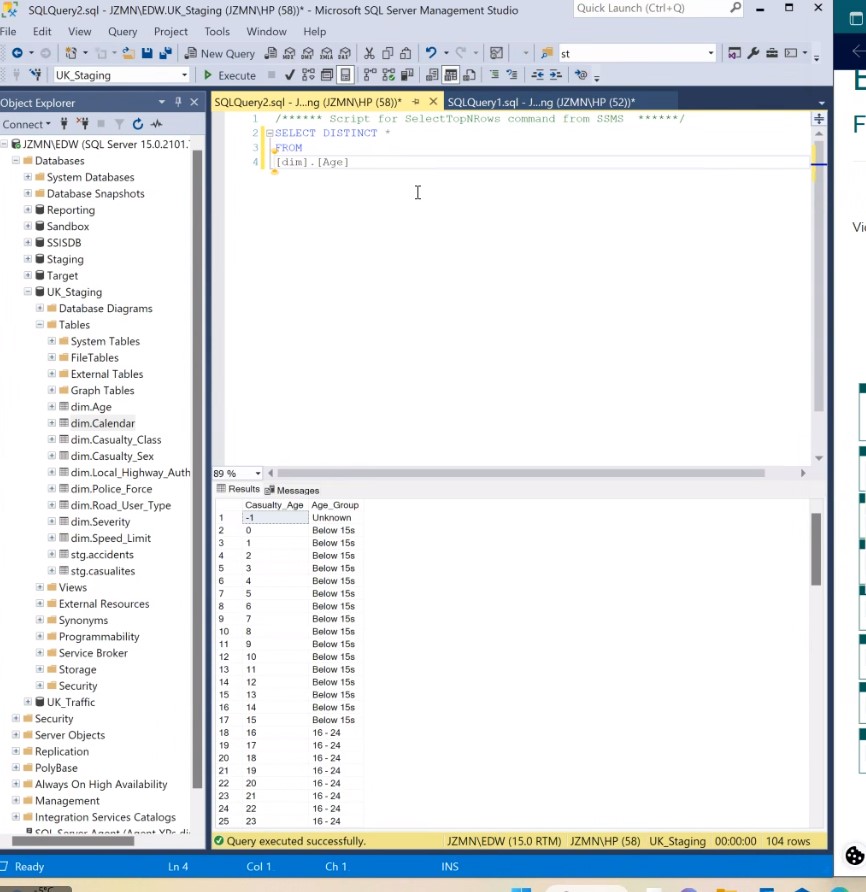 SQLQuery2.sql - JZMN\EDW.UK_Staging (JZMN\HP (58))* - Microsoft SQL Server Management Studio
Quick Launch (Ctrl+Q)
File Edit View Query Project Tools Window Help
New Query MDX DMX XMLA DAX st
UK_Staging Execute
Object Explorer
SQLQuery2.sql - J...ng (JZMN\HP (58))* SQLQuery1.sql - J...ng (JZMN\HP (52))*
Connect
JZMN\EDW (SQL Server 15.0.2101.
Databases
System Databases
Database Snapshots
Reporting
Sandbox
SSISDB
Staging
Target
UK_Staging
Database Diagrams
Tables
System Tables
FileTables
External Tables
Graph Tables
dim.Age
dim.Calendar
dim.Casualty_Class
dim.Casualty_Sex
dim.Local_Highway_Auth
dim.Police_Force
dim.Road_User_Type
dim.Severity
dim.Speed_Limit
stg.accidents
stg.casualites
Views
External Resources
Synonyms
Programmability
Service Broker
Storage
Security
UK_Traffic
Security
Server Objects
Replication
PolyBase
Always On High Availability
Management
Integration Services Catalogs
1 /****** Script for SelectTopNRows command from SSMS ******/
2 SELECT DISTINCT *
3 FROM
4 [dim].[Age]
89 %
Results Messages
Casualty_Age Age_Group
1 -1 Unknown
2 0 Below 15s
3 1 Below 15s
4 2 Below 15s
5 3 Below 15s
6 4 Below 15s
7 5 Below 15s
8 6 Below 15s
9 7 Below 15s
10 8 Below 15s
11 9 Below 15s
12 10 Below 15s
13 11 Below 15s
14 12 Below 15s
15 13 Below 15s
16 14 Below 15s
17 15 Below 15s
18 16 16 - 24
19 17 16 - 24
20 18 16 - 24
21 19 16 - 24
22 20 16 - 24
23 21 16 - 24
24 22 16 - 24
25 23 16 - 24
Query executed successfully. JZMN\EDW (15.0 RTM) JZMN\HP (58) UK_Staging 00:00:00 104 rows
Ready Ln 4 Col 1 Ch 1 INS